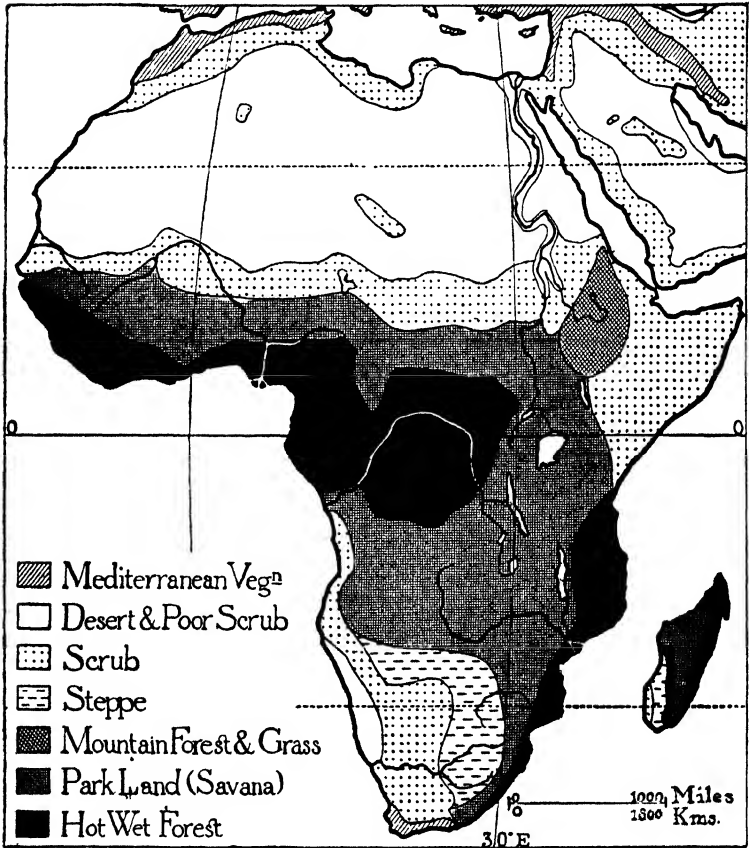 0 0
Mediterranean Vegn
Desert & Poor Scrub
Scrub
Steppe
Mountain Forest & Grass
Park Land (Savana)
Hot Wet Forest
1000 Miles
Kms.
30° E